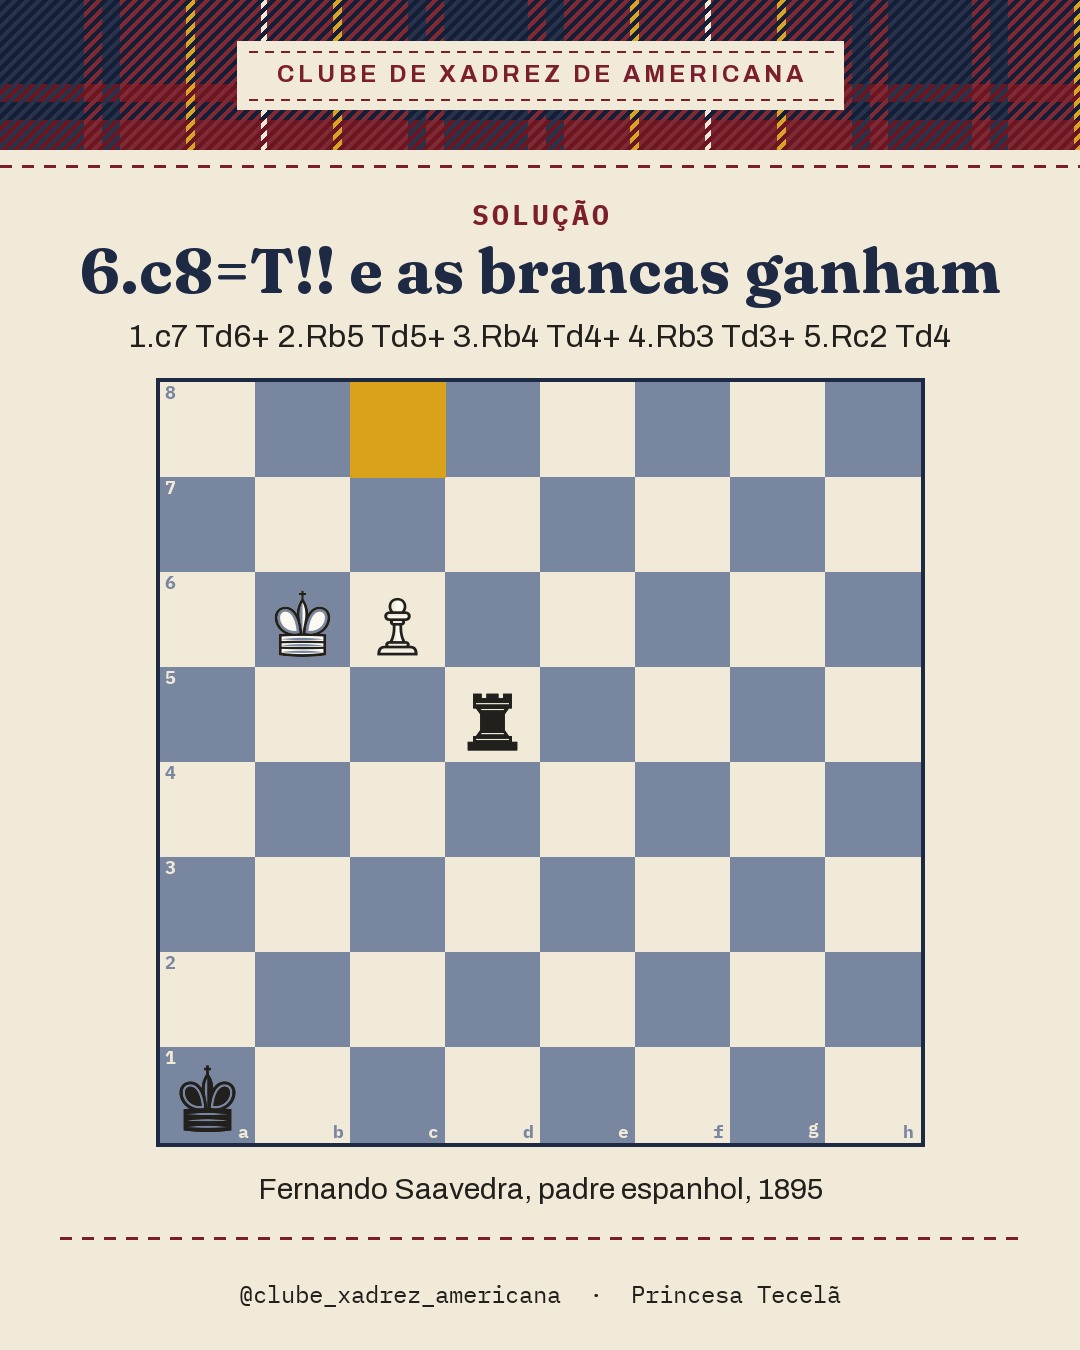 CLUBE DE XADREZ DE AMERICANA
SOLUÇÃO
6.c8=T!! e as brancas ganham
1.c7 Td6+ 2.Rb5 Td5+ 3.Rb4 Td4+ 4.Rb3 Td3+ 5.Rc2 Td4
8
7
6
5
4
3
2
1
a b c d e f g h
Fernando Saavedra, padre espanhol, 1895
@clube_xadrez_americana · Princesa Tecelã